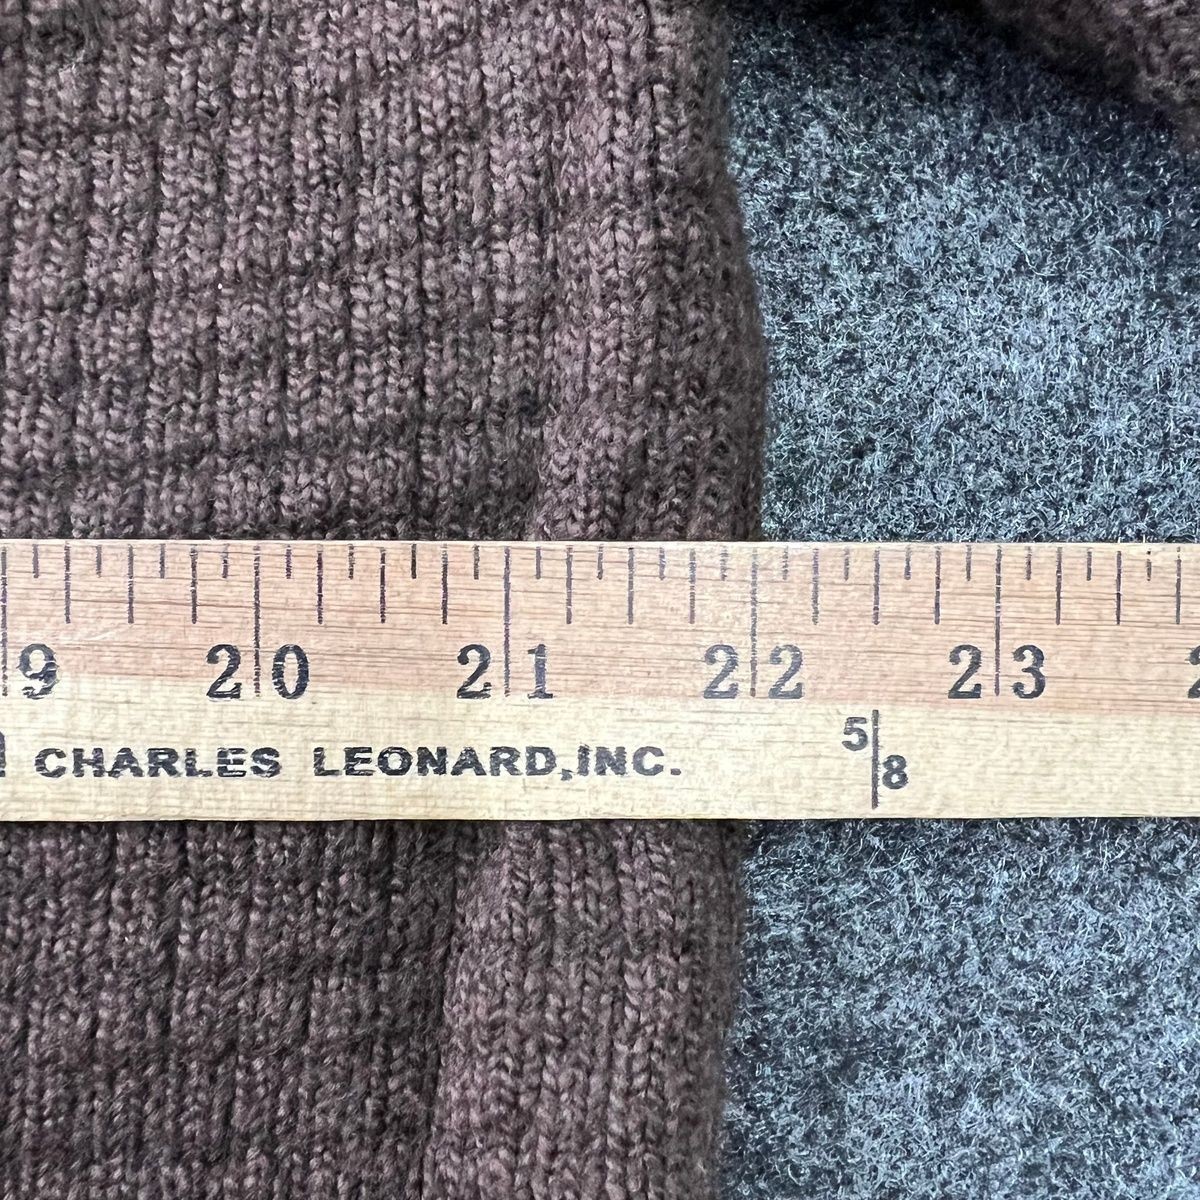 9 20 21 22 23
CHARLES LEONARD, INC.
5/8